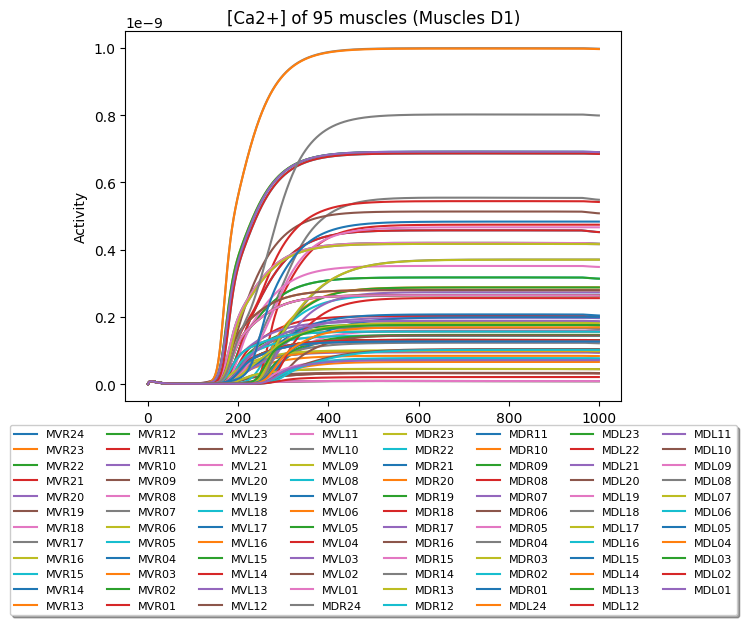 [Ca2+] of 95 muscles (Muscles D1)
1e−9
1.0
0.8
0.6
0.4
0.2
0.0
Activity
0 200 400 600 800 1000
MVR24 MVR12 MVL23 MVL11 MDR23 MDR11 MDL23 MDL11
MVR23 MVR11 MVL22 MVL10 MDR22 MDR10 MDL22 MDL10
MVR22 MVR10 MVL21 MVL09 MDR21 MDR09 MDL21 MDL09
MVR21 MVR09 MVL20 MVL08 MDR20 MDR08 MDL20 MDL08
MVR20 MVR08 MVL19 MVL07 MDR19 MDR07 MDL19 MDL07
MVR19 MVR07 MVL18 MVL06 MDR18 MDR06 MDL18 MDL06
MVR18 MVR06 MVL17 MVL05 MDR17 MDR05 MDL17 MDL05
MVR17 MVR05 MVL16 MVL04 MDR16 MDR04 MDL16 MDL04
MVR16 MVR04 MVL15 MVL03 MDR15 MDR03 MDL15 MDL03
MVR15 MVR03 MVL14 MVL02 MDR14 MDR02 MDL14 MDL02
MVR14 MVR02 MVL13 MVL01 MDR13 MDR01 MDL13 MDL01
MVR13 MVR01 MVL12 MDR24 MDR12 MDL24 MDL12